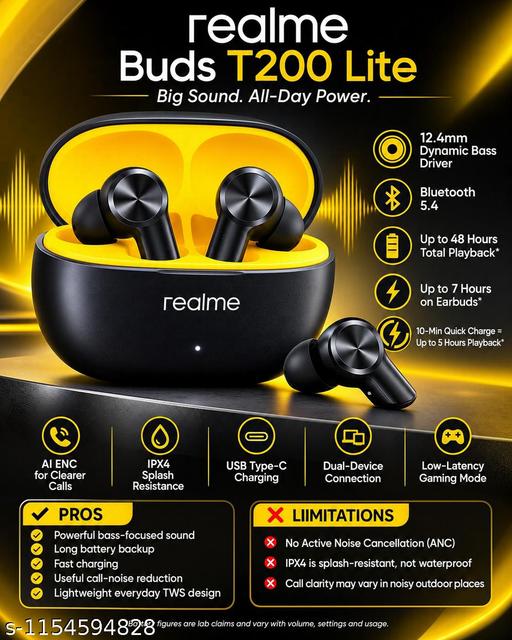 realme
Buds T200 Lite
Big Sound. All-Day Power.
12.4mm
Dynamic Bass
Driver
Bluetooth
5.4
Up to 48 Hours
Total Playback*
Up to 7 Hours
on Earbuds*
10-Min Quick Charge =
Up to 5 Hours Playback*
realme
AI ENC
for Clearer
Calls
IPX4
Splash
Resistance
USB Type-C
Charging
Dual-Device
Connection
Low-Latency
Gaming Mode
PROS
Powerful bass-focused sound
Long battery backup
Fast charging
Useful call-noise reduction
Lightweight everyday TWS design
LIIMITATIONS
No Active Noise Cancellation (ANC)
IPX4 is splash-resistant, not waterproof
Call clarity may vary in noisy outdoor places
s-1154594828
figures are lab claims and vary with volume, settings and usage.